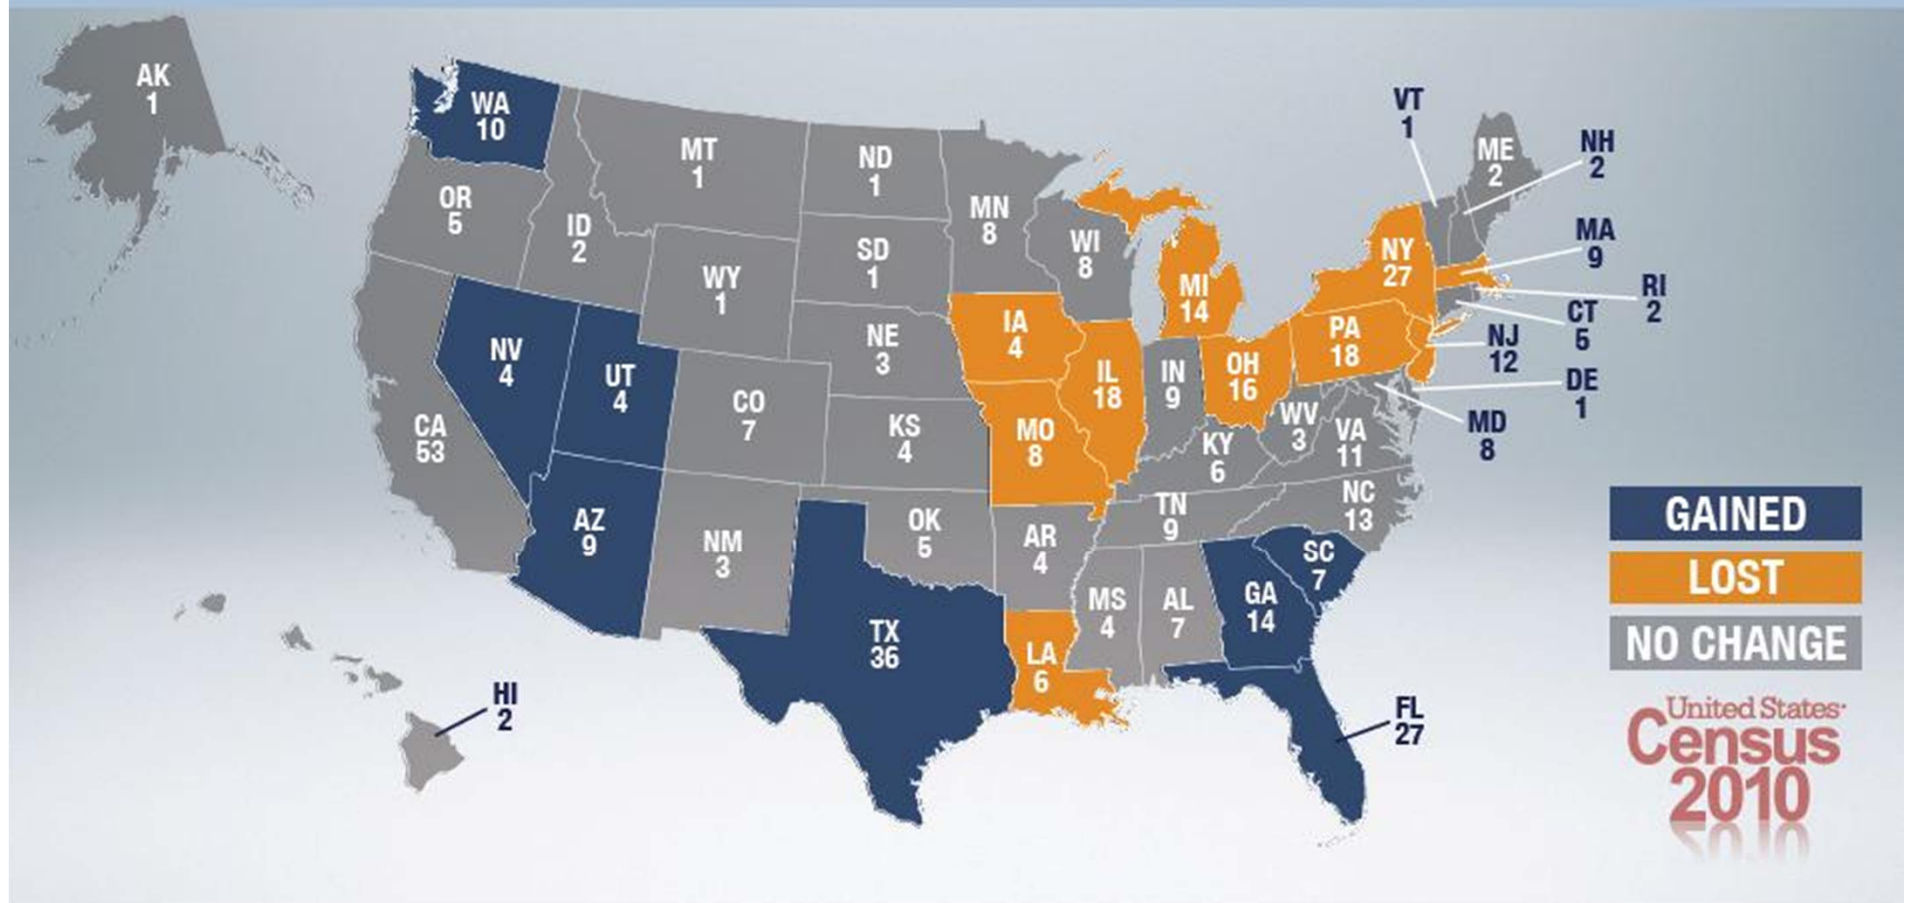 AK
1
WA
10
MT
1
ND
1
VT
1
ME
2
NH
2
OR
5
ID
2
MN
8
WI
8
MA
9
WY
1
SD
1
NY
27
MI
14
RI
2
CT
5
NV
4
UT
4
NE
3
IA
4
PA
18
NJ
12
IL
18
IN
9
OH
16
DE
1
CA
53
CO
7
KS
4
MO
8
WV
3
VA
11
MD
8
KY
6
AZ
9
NM
3
OK
5
AR
4
TN
9
NC
13
SC
7
MS
4
AL
7
GA
14
TX
36
LA
6
HI
2
FL
27
GAINED
LOST
NO CHANGE
United States
Census
2010